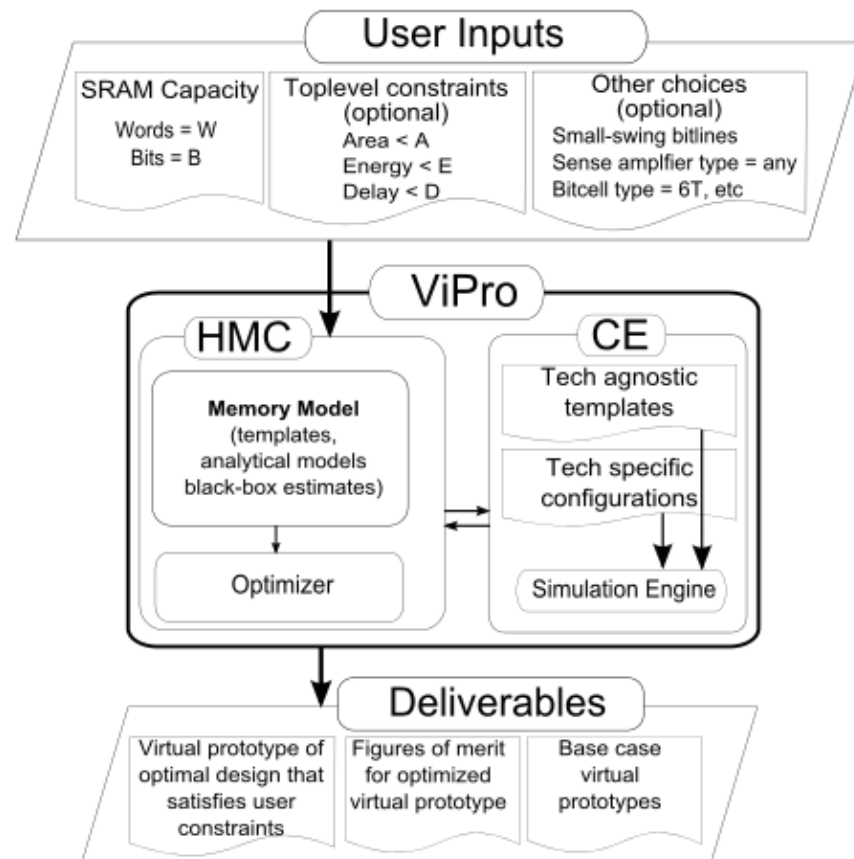 User Inputs
SRAM Capacity
Words = W
Bits = B
Toplevel constraints
(optional)
Area < A
Energy < E
Delay < D
Other choices
(optional)
Small-swing bitlines
Sense amplfier type = any
Bitcell type = 6T, etc
ViPro
HMC
Memory Model
(templates,
analytical models
black-box estimates)
Optimizer
CE
Tech agnostic
templates
Tech specific
configurations
Simulation Engine
Deliverables
Virtual prototype of
optimal design that
satisfies user
constraints
Figures of merit
for optimized
virtual prototype
Base case
virtual
prototypes